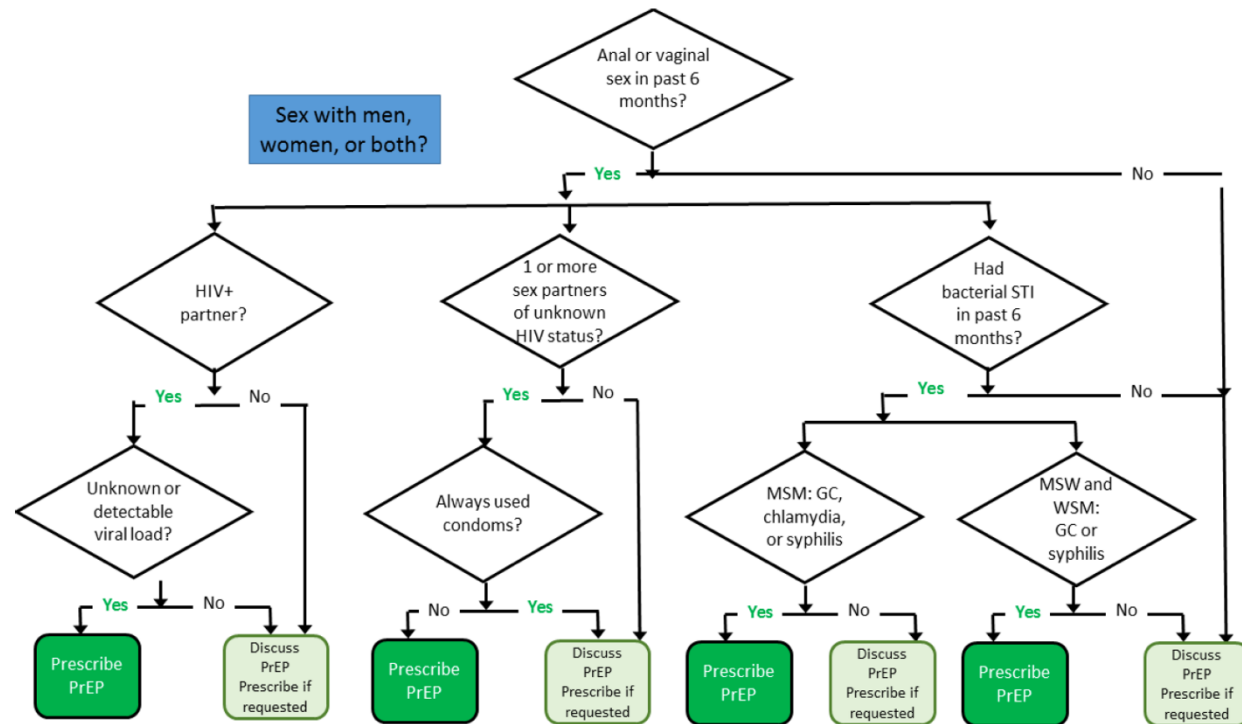 Anal or vaginal
sex in past 6
months?
Sex with men,
women, or both?
Yes
No
HIV+
partner?
1 or more
sex partners
of unknown
HIV status?
Had
bacterial STI
in past 6
months?
Yes
No
Yes
No
Yes
No
Unknown or
detectable
viral load?
Always used
condoms?
MSM: GC,
chlamydia,
or syphilis
MSW and
WSM:
GC or
syphilis
Yes
No
No
Yes
Yes
No
Yes
No
Prescribe
PrEP
Discuss
PrEP
Prescribe if
requested
Prescribe
PrEP
Discuss
PrEP
Prescribe if
requested
Prescribe
PrEP
Discuss
PrEP
Prescribe if
requested
Prescribe
PrEP
Discuss
PrEP
Prescribe if
requested